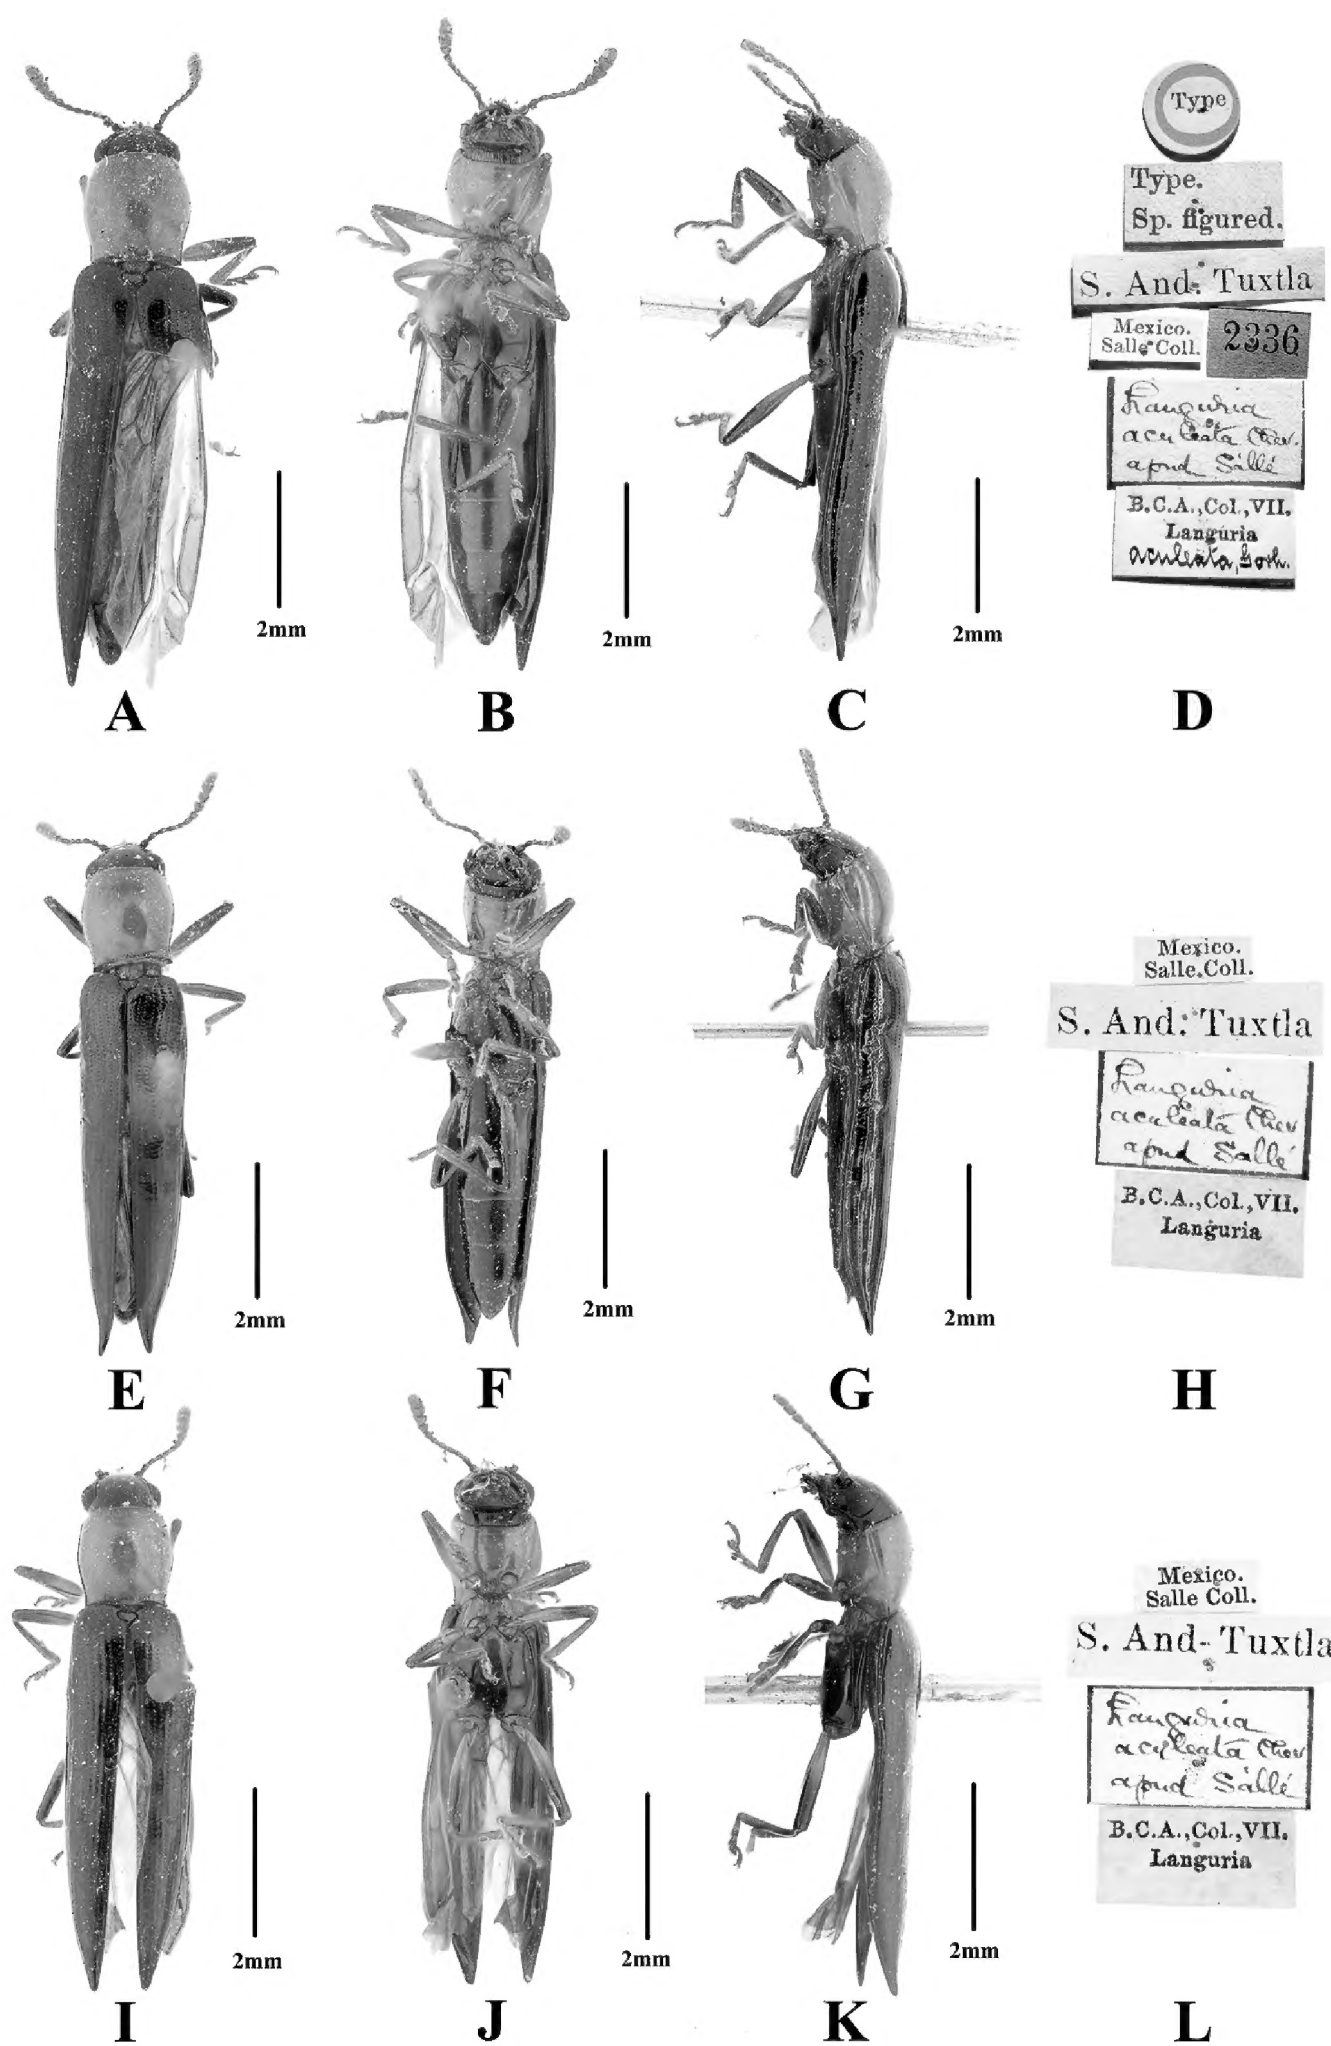 Type
Type.
Sp. figured.
S. And. Tuxtla
Mexico.
Salle Coll.
2336
Languria
aculeata Chev.
apud Sallé
B.C.A.,Col.,VII.
Languria
aculeata, Gorh.
2mm
2mm
2mm
A
B
C
D
Mexico.
Salle.Coll.
S. And. Tuxtla
Languria
aculeata Chev
apud Sallé
B.C.A.,Col.,VII.
Languria
2mm
2mm
2mm
E
F
G
H
Mexico.
Salle Coll.
S. And- Tuxtla
Languria
aculeata Chev
apud Sallé
B.C.A.,Col.,VII.
Languria
2mm
2mm
2mm
I
J
K
L